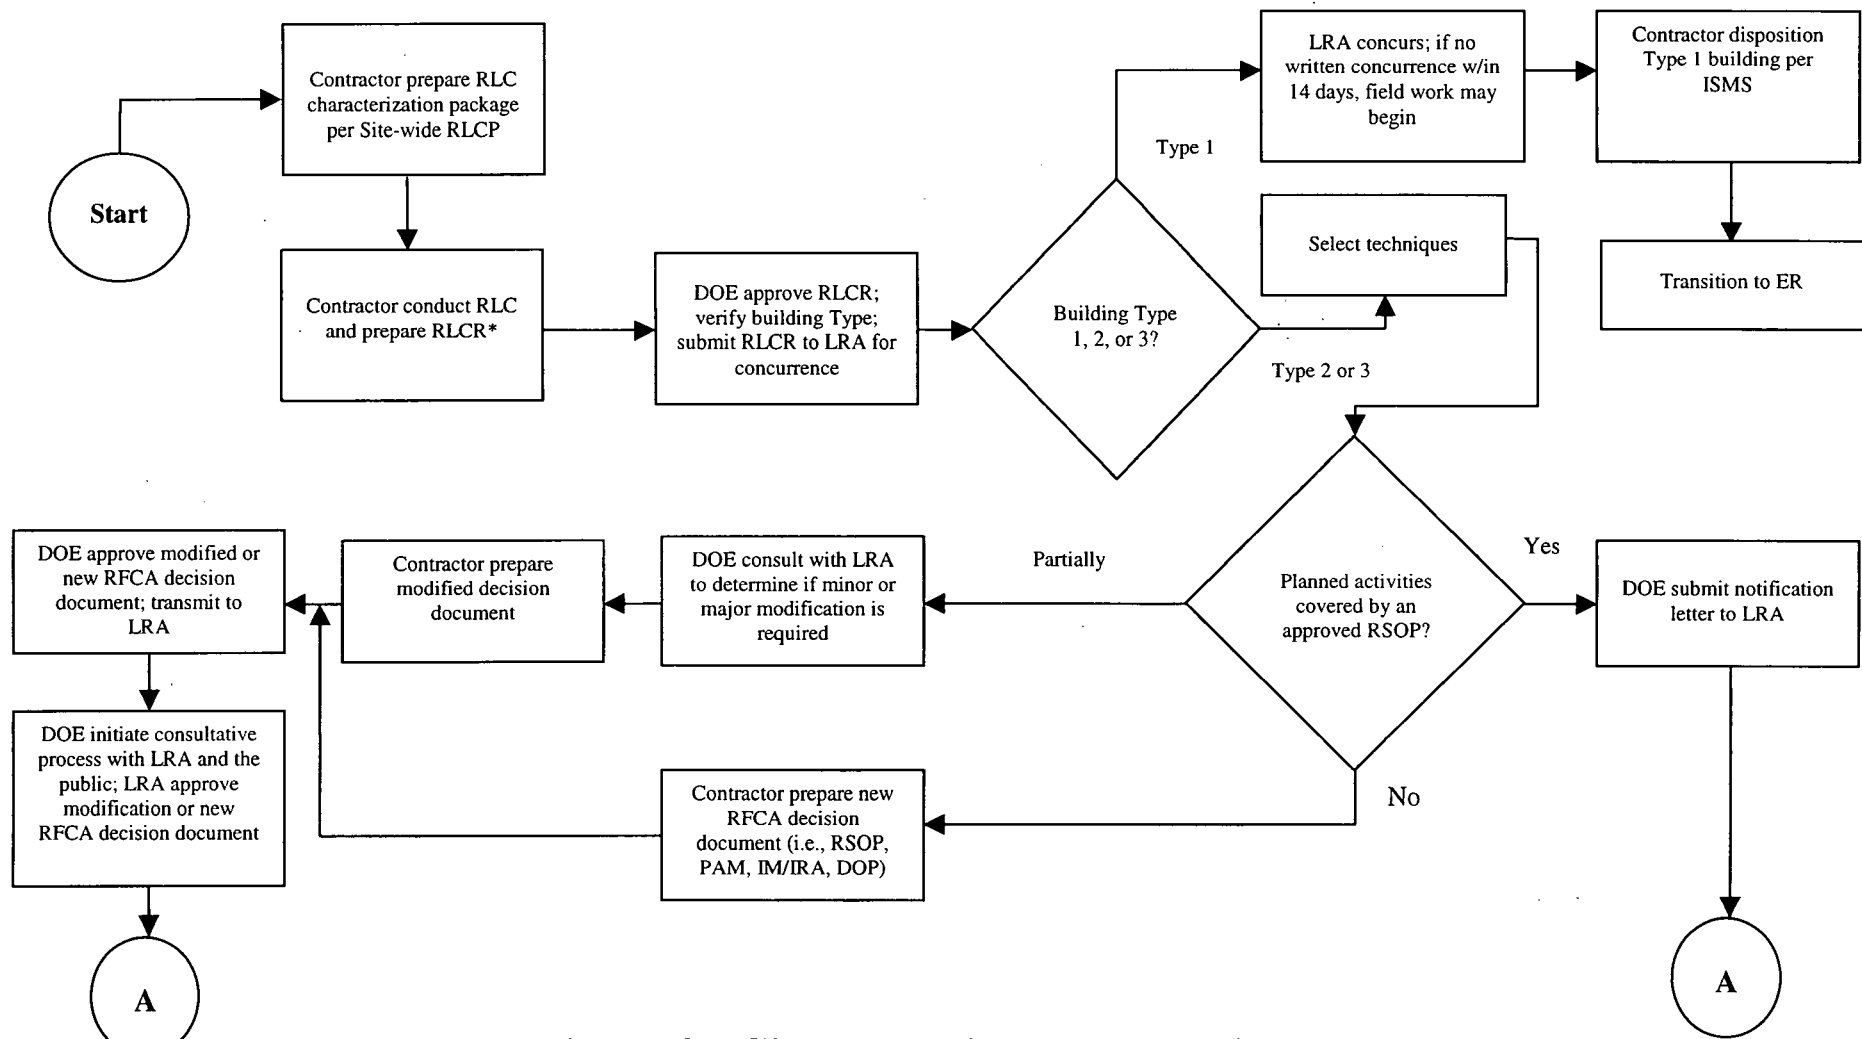 Start
Contractor prepare RLC
characterization package
per Site-wide RLCP
Contractor conduct RLC
and prepare RLCR*
DOE approve RLCR;
verify building Type;
submit RLCR to LRA for
concurrence
Building Type
1, 2, or 3?
Type 1
LRA concurs; if no
written concurrence w/in
14 days, field work may
begin
Contractor disposition
Type 1 building per
ISMS
Transition to ER
Type 2 or 3
Select techniques
Planned activities
covered by an
approved RSOP?
Yes
DOE submit notification
letter to LRA
A
Partially
DOE consult with LRA
to determine if minor or
major modification is
required
Contractor prepare
modified decision
document
No
Contractor prepare new
RFCA decision
document (i.e., RSOP,
PAM, IM/IRA, DOP)
DOE approve modified or
new RFCA decision
document; transmit to
LRA
DOE initiate consultative
process with LRA and the
public; LRA approve
modification or new
RFCA decision document
A